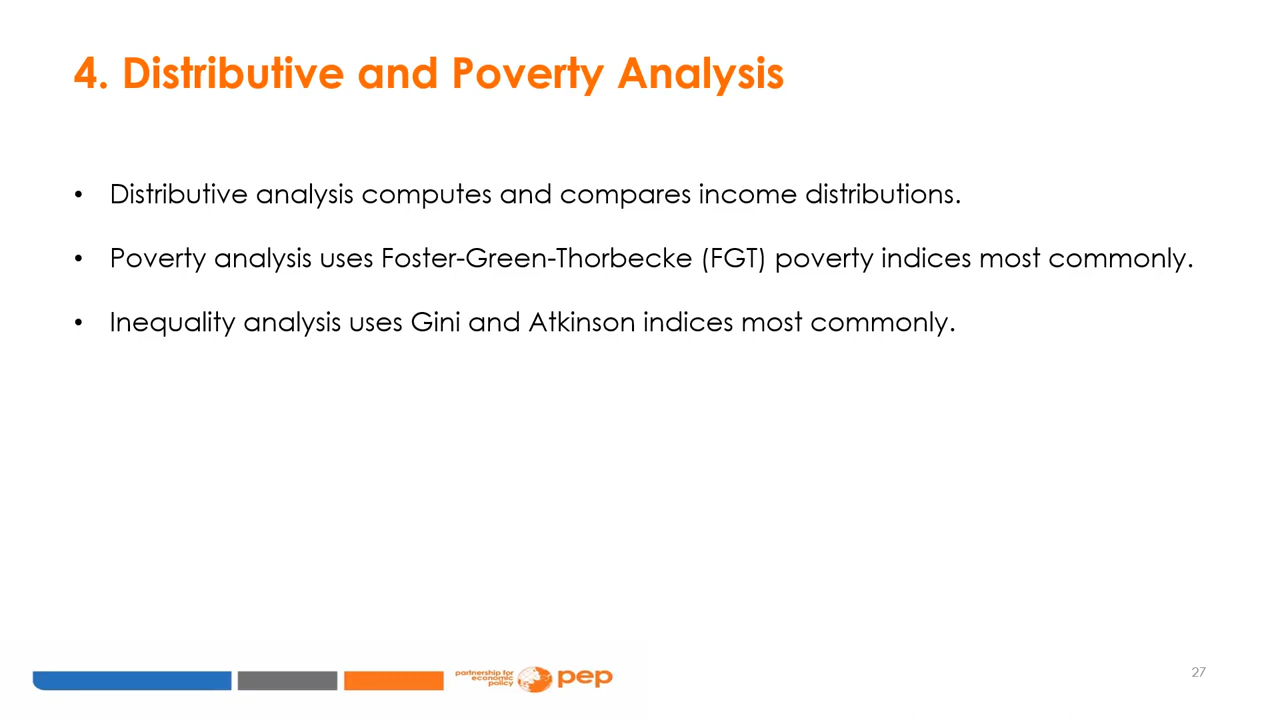 4. Distributive and Poverty Analysis
• Distributive analysis computes and compares income distributions.
• Poverty analysis uses Foster-Green-Thorbecke (FGT) poverty indices most commonly.
• Inequality analysis uses Gini and Atkinson indices most commonly.
partnership for
economic
policy
pep
27